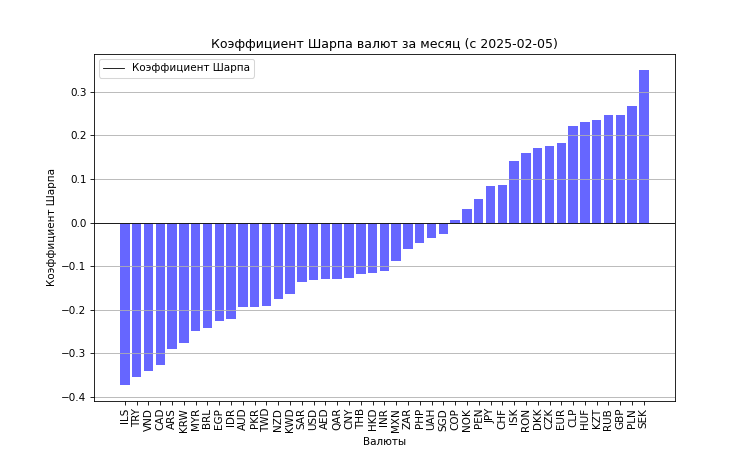 Коэффициент Шарпа валют за месяц (с 2025-02-05)
Коэффициент Шарпа
Коэффициент Шарпа
0.3
0.2
0.1
0.0
−0.1
−0.2
−0.3
−0.4
ILS
TRY
VND
CAD
ARS
KRW
MYR
BRL
EGP
IDR
AUD
PKR
TWD
NZD
KWD
SAR
USD
AED
QAR
CNY
THB
HKD
INR
MXN
ZAR
PHP
UAH
SGD
COP
NOK
PEN
JPY
CHF
ISK
RON
DKK
CZK
EUR
CLP
HUF
KZT
RUB
GBP
PLN
SEK
Валюты